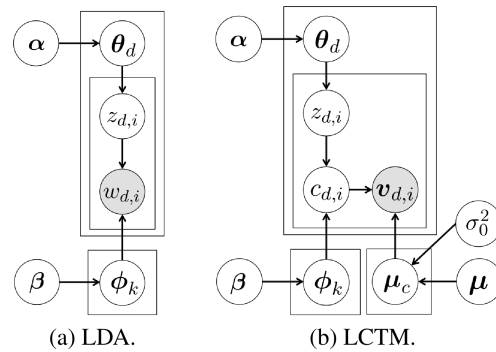 α θ_d
z_{d,i}
w_{d,i}
β ϕ_k
(a) LDA.
α θ_d
z_{d,i}
c_{d,i} v_{d,i}
σ_0^2
β ϕ_k μ_c μ
(b) LCTM.